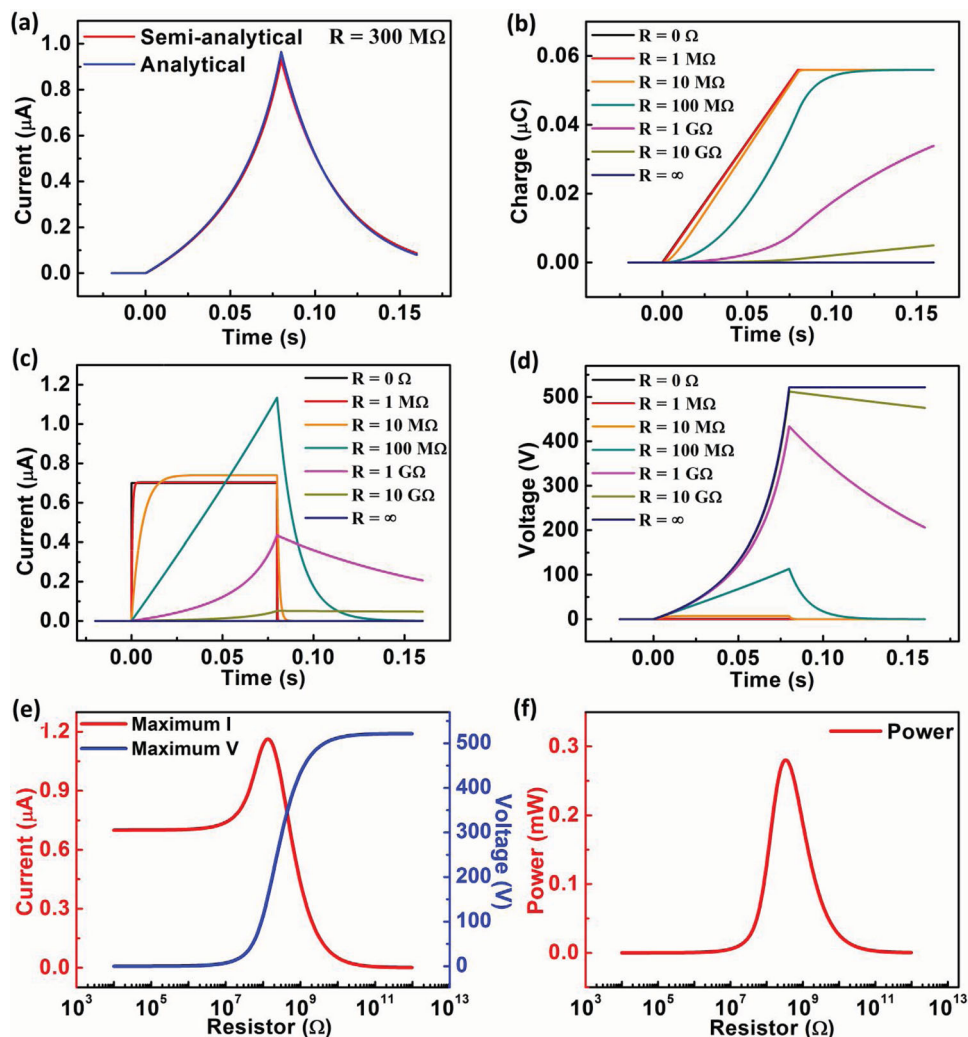 (a)
Semi-analytical R = 300 MΩ
Analytical
1.0
0.8
0.6
0.4
0.2
0.0
Current (μA)
0.00 0.05 0.10 0.15
Time (s)
(b)
R = 0 Ω
R = 1 MΩ
R = 10 MΩ
R = 100 MΩ
R = 1 GΩ
R = 10 GΩ
R = ∞
0.06
0.04
0.02
0.00
Charge (μC)
0.00 0.05 0.10 0.15
Time (s)
(c)
R = 0 Ω
R = 1 MΩ
R = 10 MΩ
R = 100 MΩ
R = 1 GΩ
R = 10 GΩ
R = ∞
1.2
1.0
0.8
0.6
0.4
0.2
0.0
Current (μA)
0.00 0.05 0.10 0.15
Time (s)
(d)
R = 0 Ω
R = 1 MΩ
R = 10 MΩ
R = 100 MΩ
R = 1 GΩ
R = 10 GΩ
R = ∞
500
400
300
200
100
0
Voltage (V)
0.00 0.05 0.10 0.15
Time (s)
(e)
Maximum I
Maximum V
1.2
0.9
0.6
0.3
0.0
Current (μA)
500
400
300
200
100
0
Voltage (V)
10³ 10⁵ 10⁷ 10⁹ 10¹¹ 10¹³
Resistor (Ω)
(f)
Power
0.3
0.2
0.1
0.0
Power (mW)
10³ 10⁵ 10⁷ 10⁹ 10¹¹ 10¹³
Resistor (Ω)